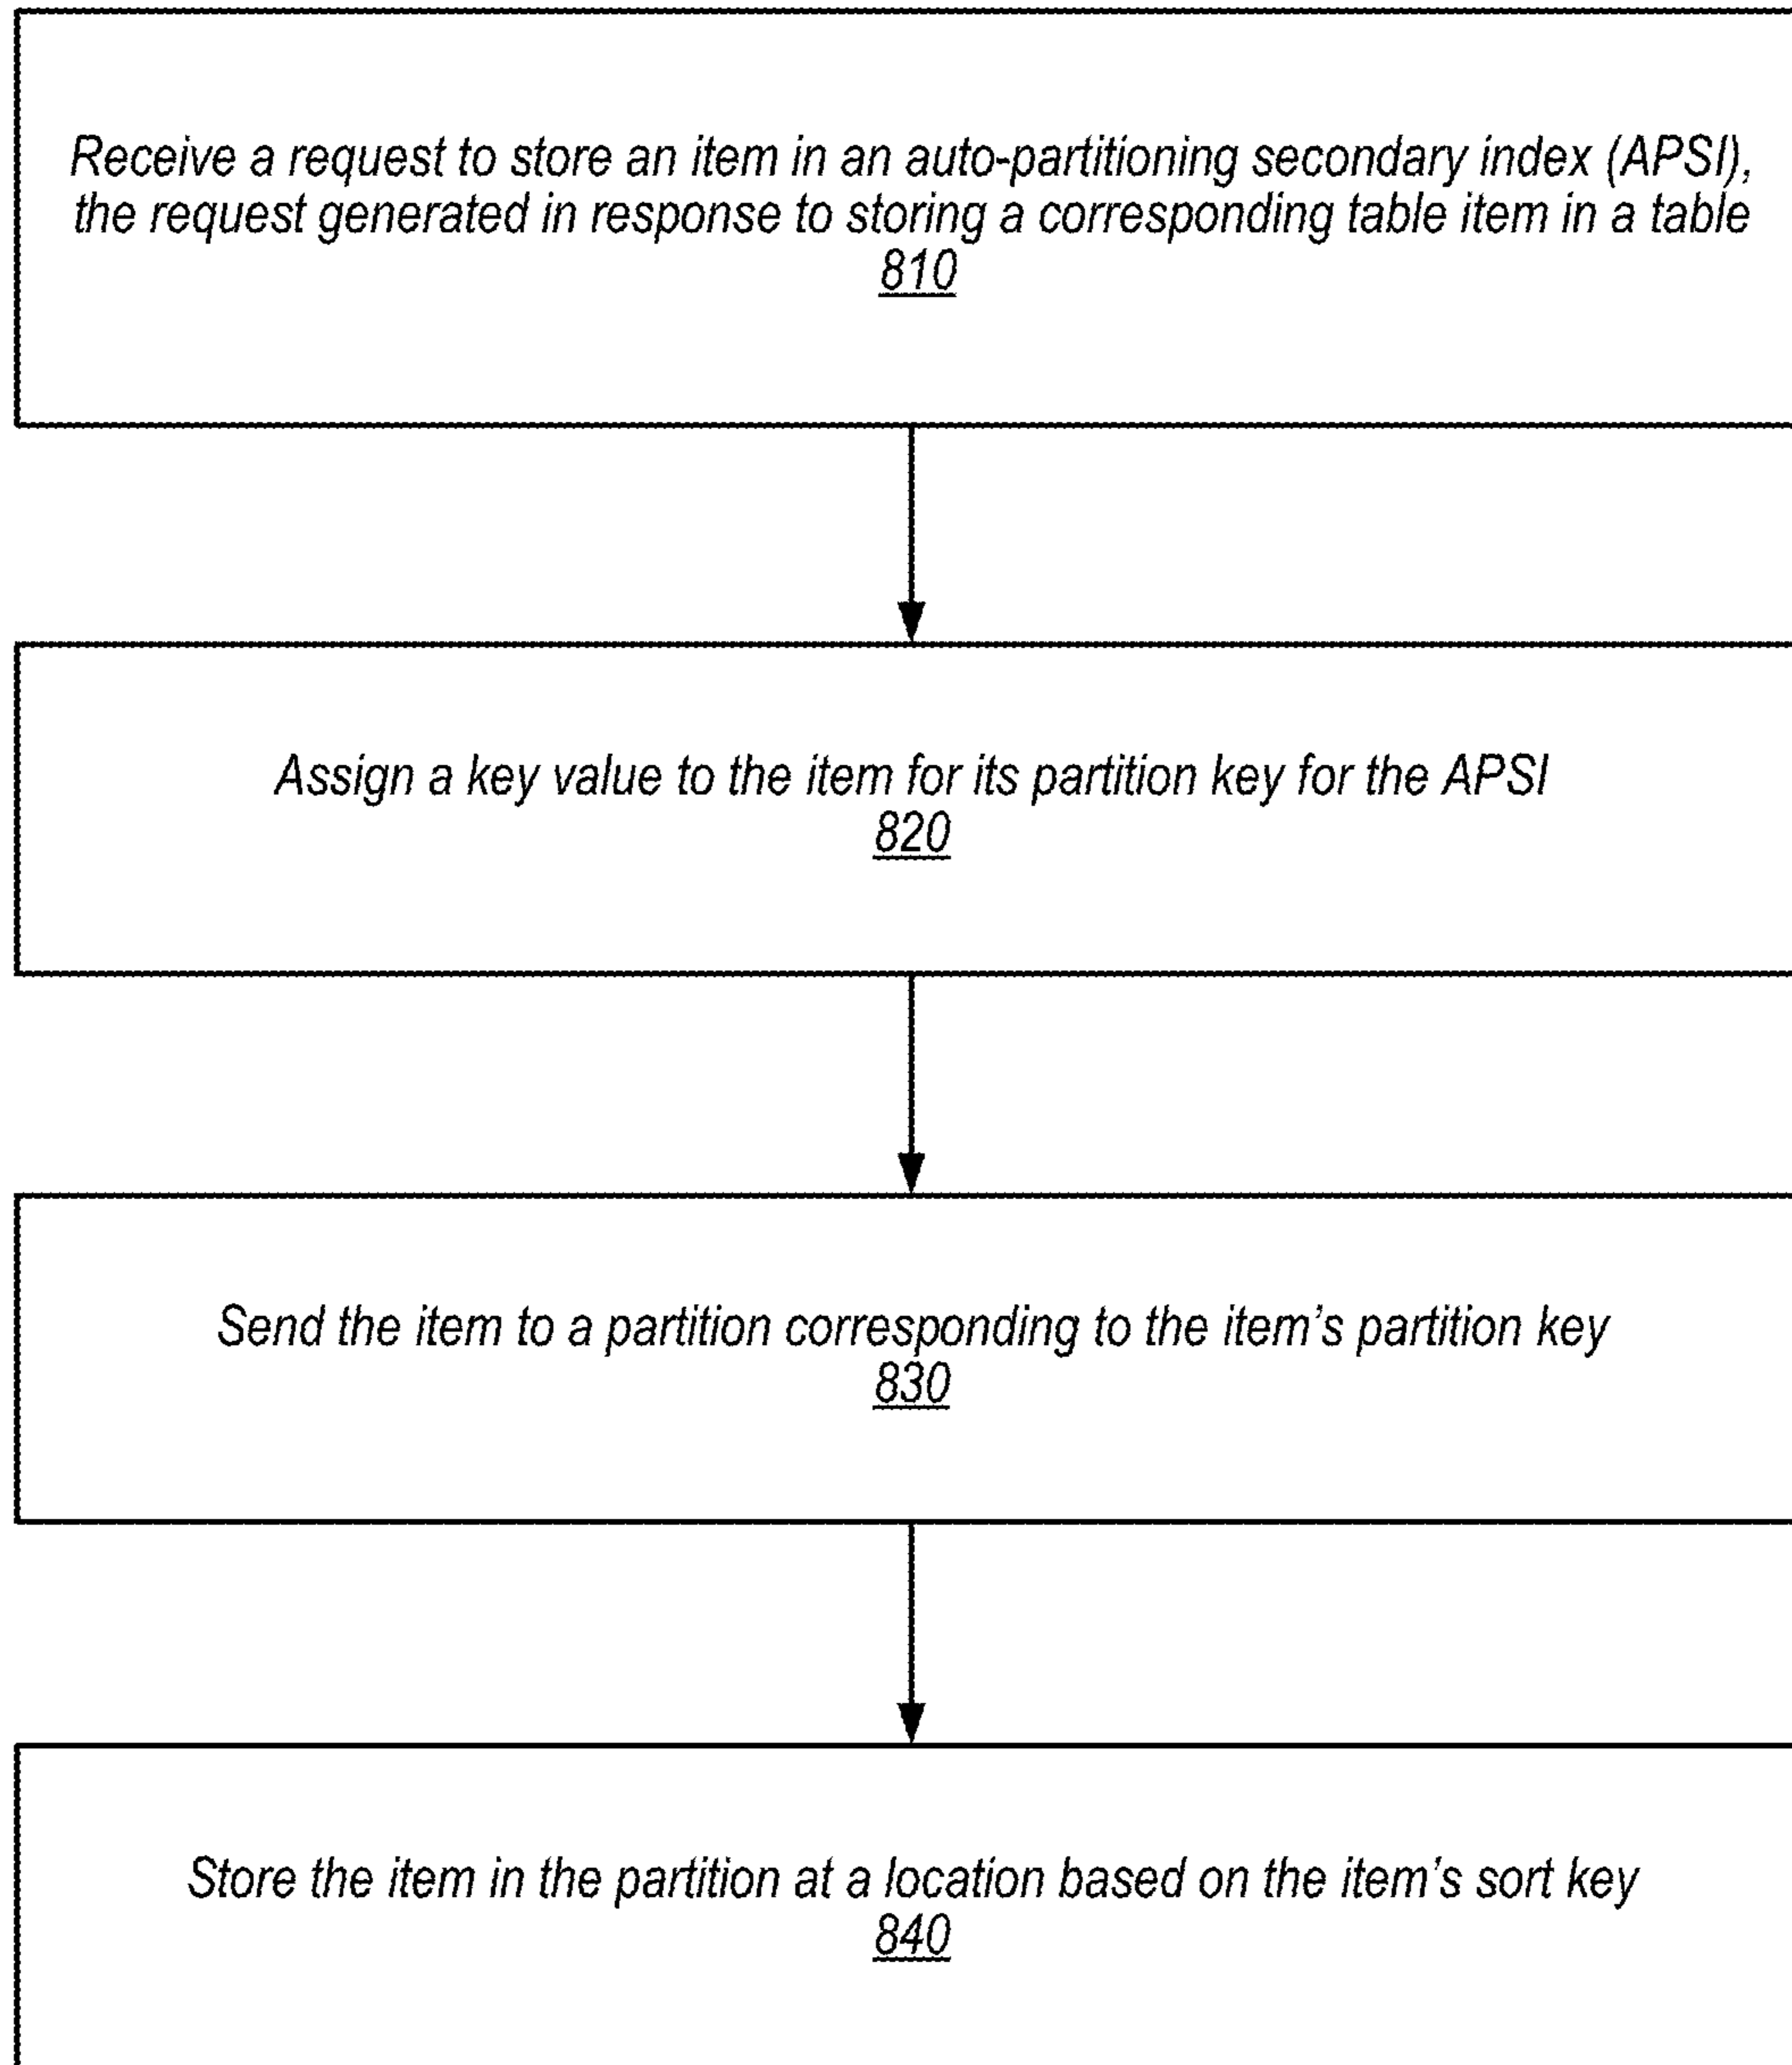 Receive a request to store an item in an auto-partitioning secondary index (APSI),
the request generated in response to storing a corresponding table item in a table
810
Assign a key value to the item for its partition key for the APSI
820
Send the item to a partition corresponding to the item's partition key
830
Store the item in the partition at a location based on the item's sort key
840